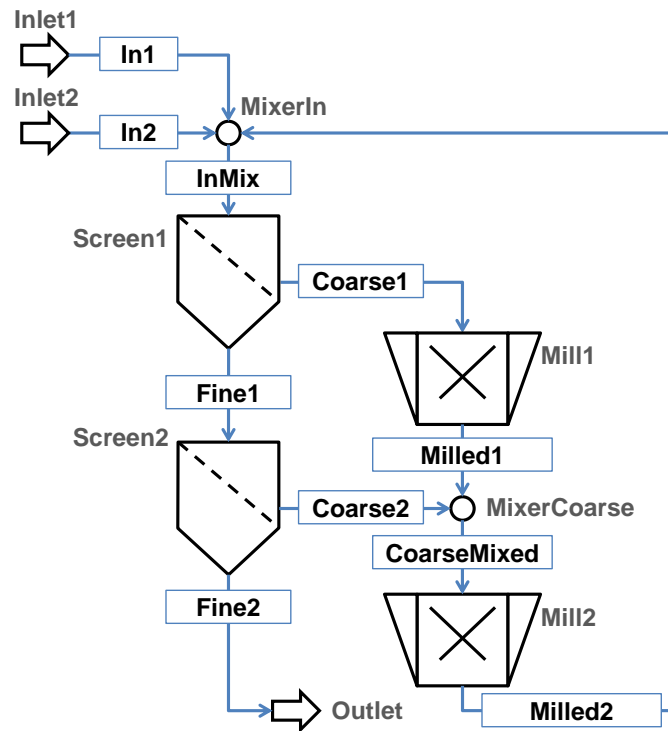 Inlet1
In1
Inlet2
In2
MixerIn
InMix
Screen1
Coarse1
Mill1
Fine1
Screen2
Milled1
Coarse2
MixerCoarse
CoarseMixed
Fine2
Mill2
Outlet
Milled2